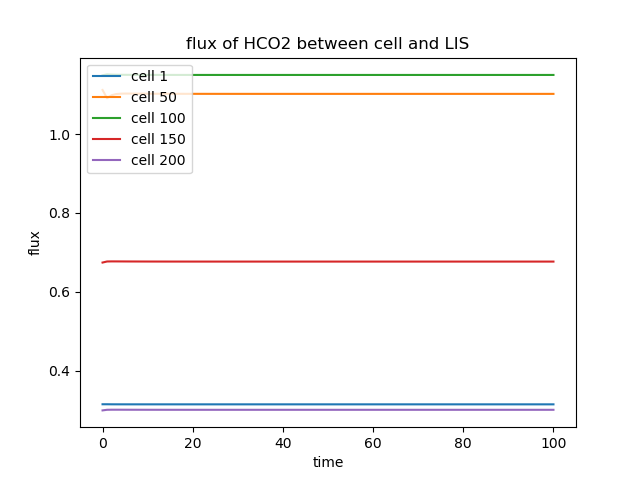 flux of HCO2 between cell and LIS
cell 1
cell 50
cell 100
cell 150
cell 200
1.0
0.8
0.6
0.4
flux
0
20
40
60
80
100
time